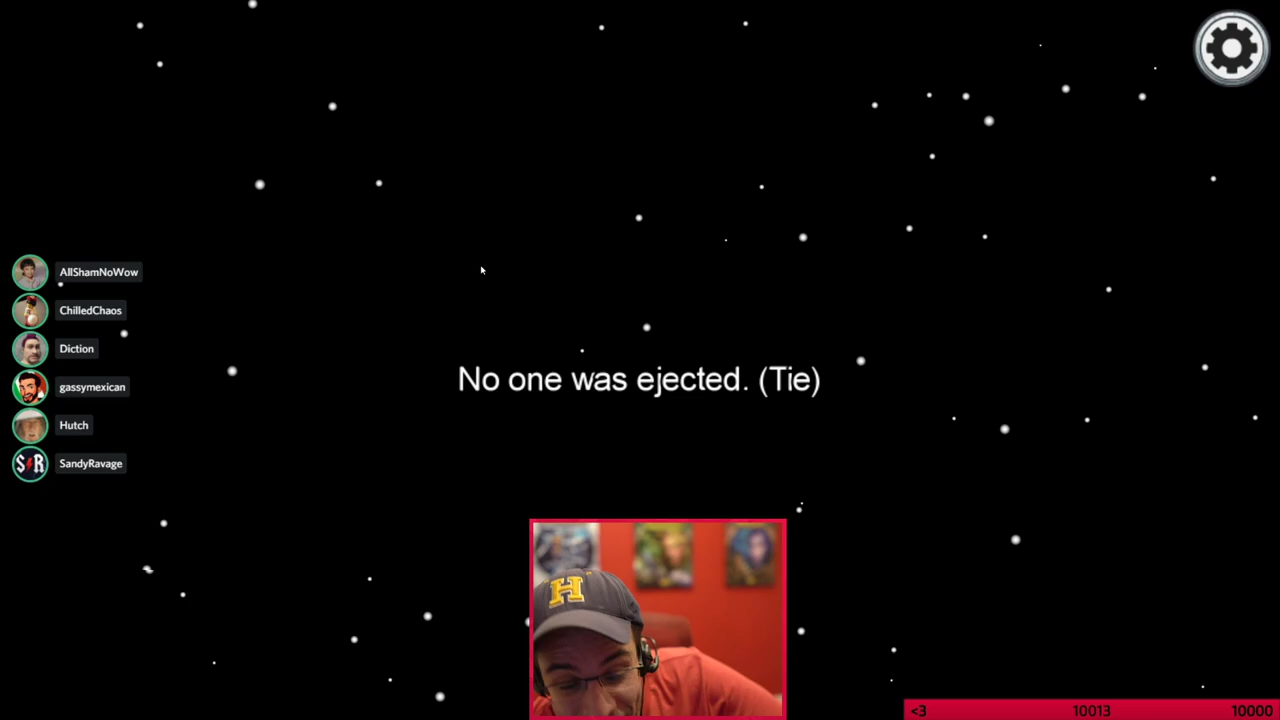 AllShamNoWow
ChilledChaos
Diction
gassymexican
Hutch
S R SandyRavage
No one was ejected. (Tie)
H
<3 10013 10000